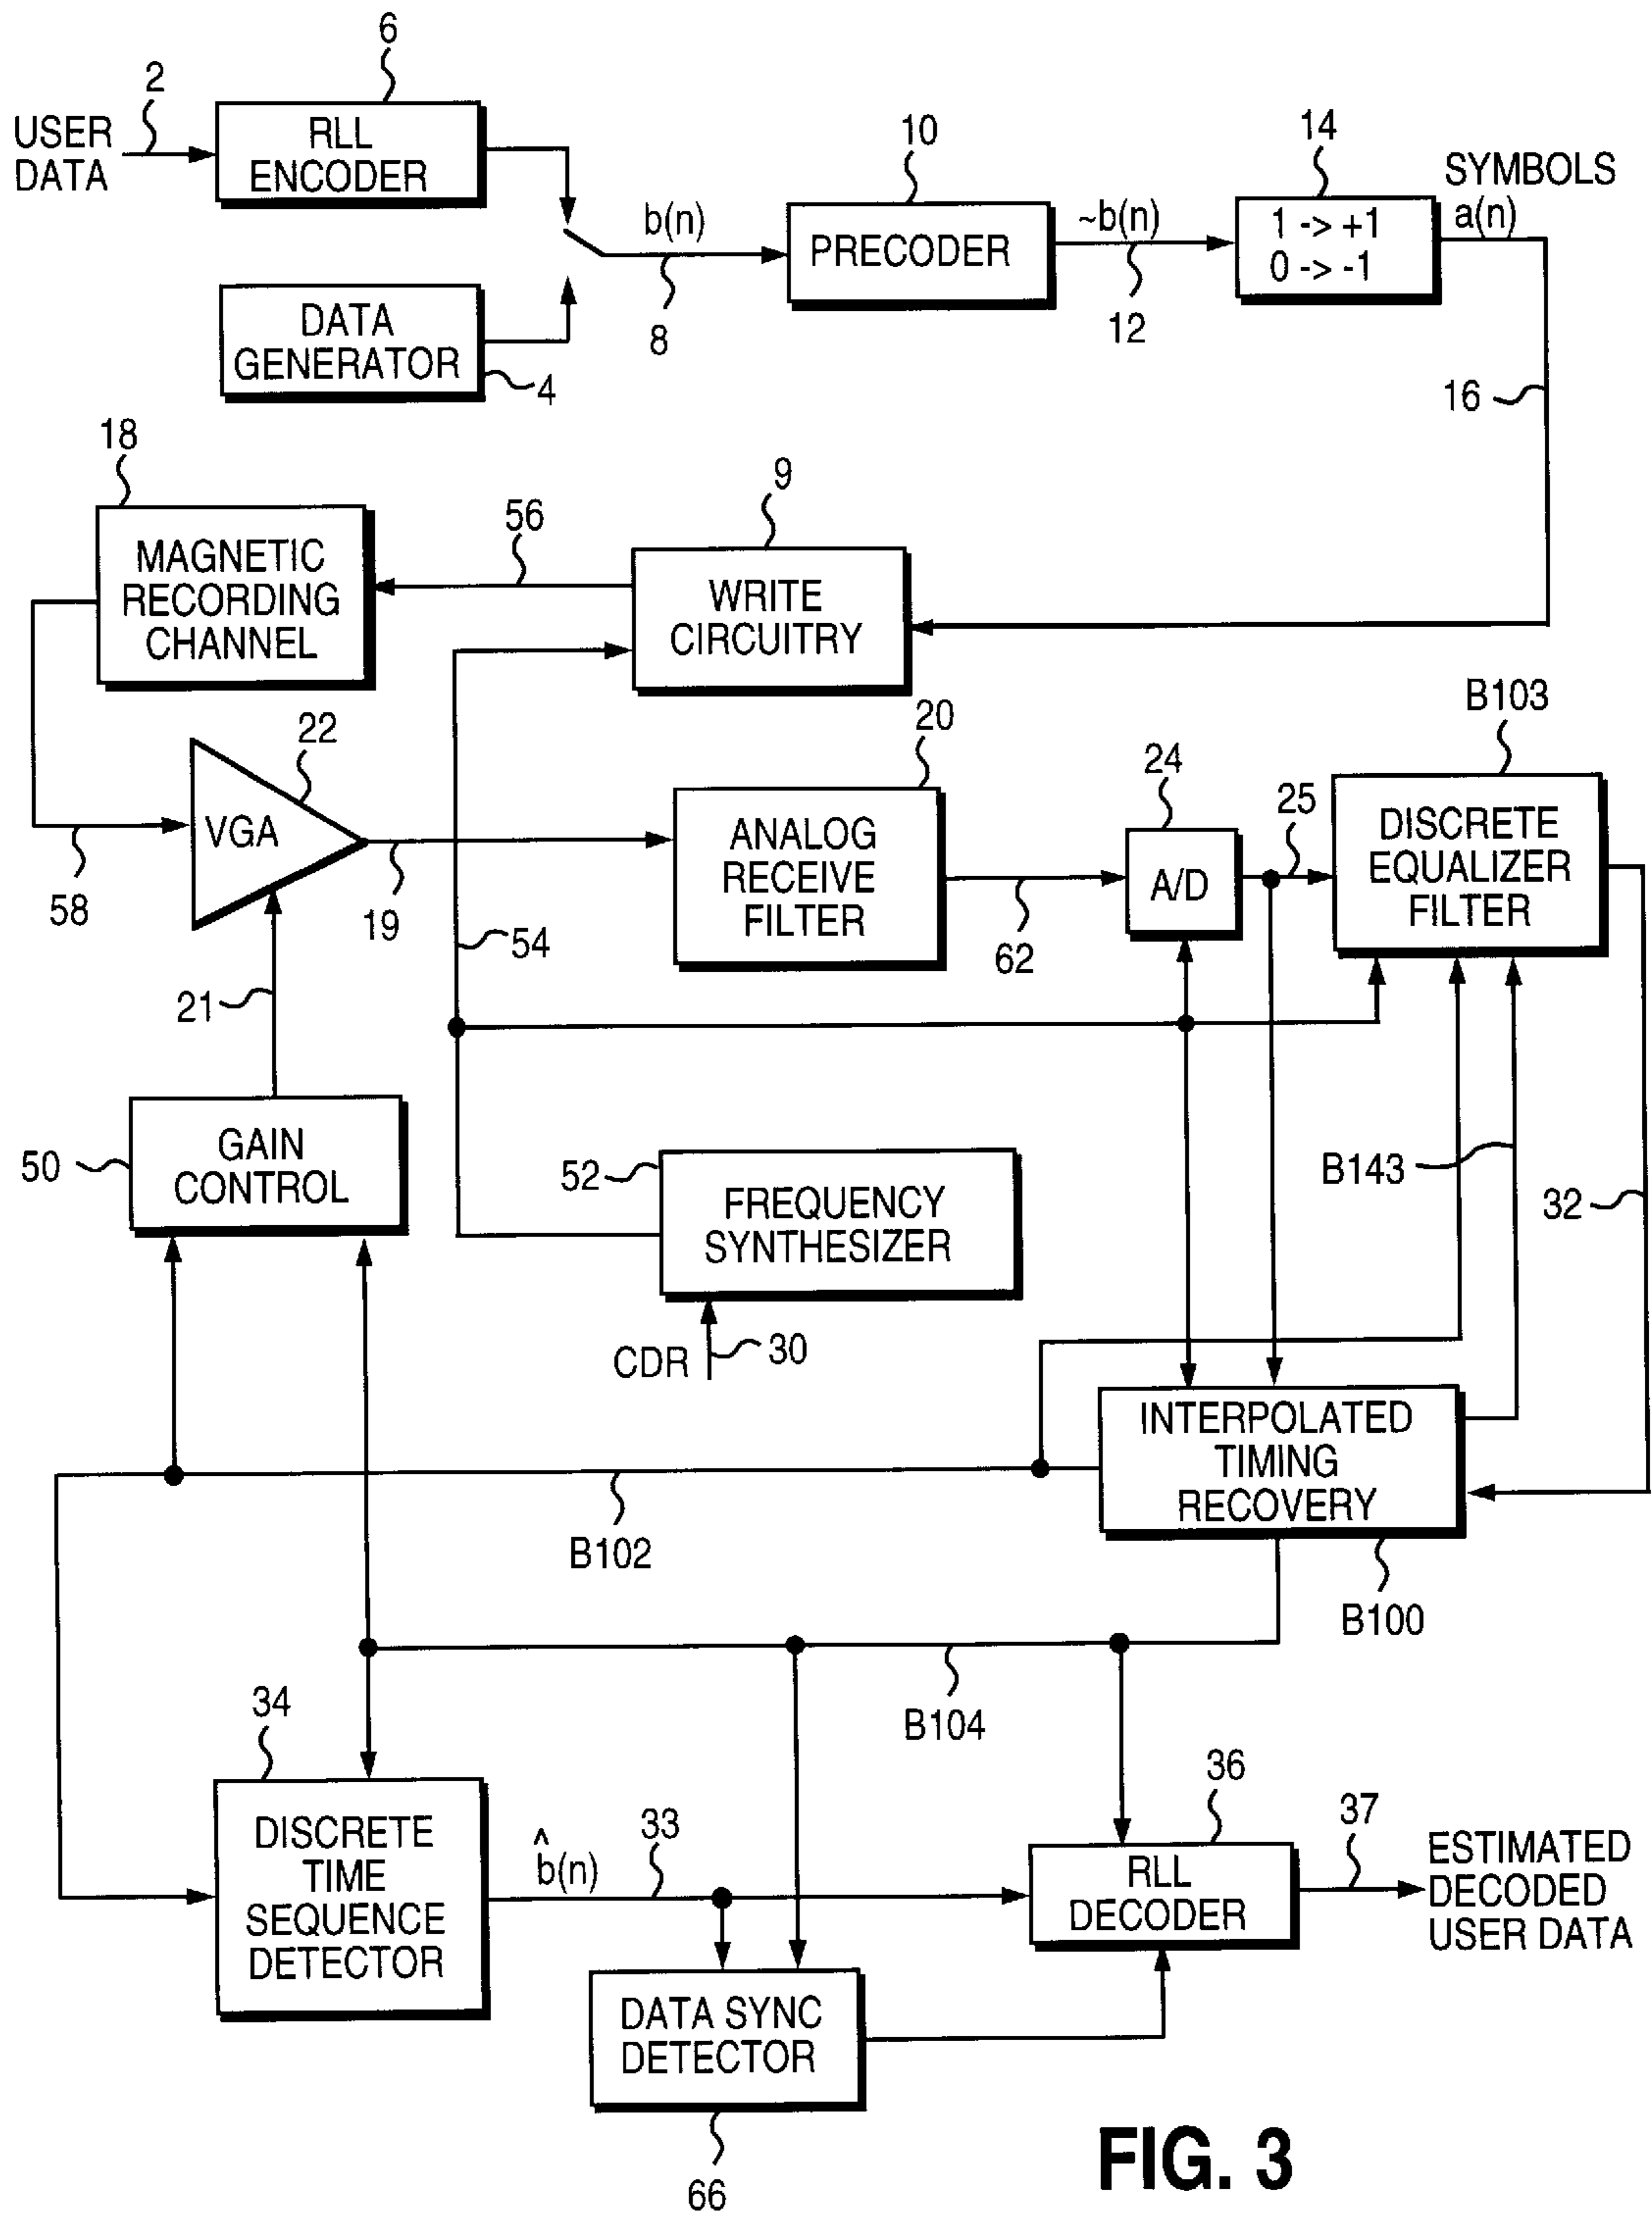 6
2
USER
DATA
RLL
ENCODER
10
14
SYMBOLS
a(n)
b(n)
PRECODER
~b(n)
1 -> +1
0 -> -1
8
12
DATA
GENERATOR
4
16
18
9
56
MAGNETIC
RECORDING
CHANNEL
WRITE
CIRCUITRY
B103
22
20
24
25
VGA
ANALOG
RECEIVE
FILTER
A/D
DISCRETE
EQUALIZER
FILTER
58
19
54
62
21
50
GAIN
CONTROL
52
FREQUENCY
SYNTHESIZER
B143
32
CDR
30
INTERPOLATED
TIMING
RECOVERY
B102
B100
34
B104
36
37
33
DISCRETE
TIME
SEQUENCE
DETECTOR
b̂(n)
RLL
DECODER
ESTIMATED
DECODED
USER DATA
DATA SYNC
DETECTOR
66
FIG. 3